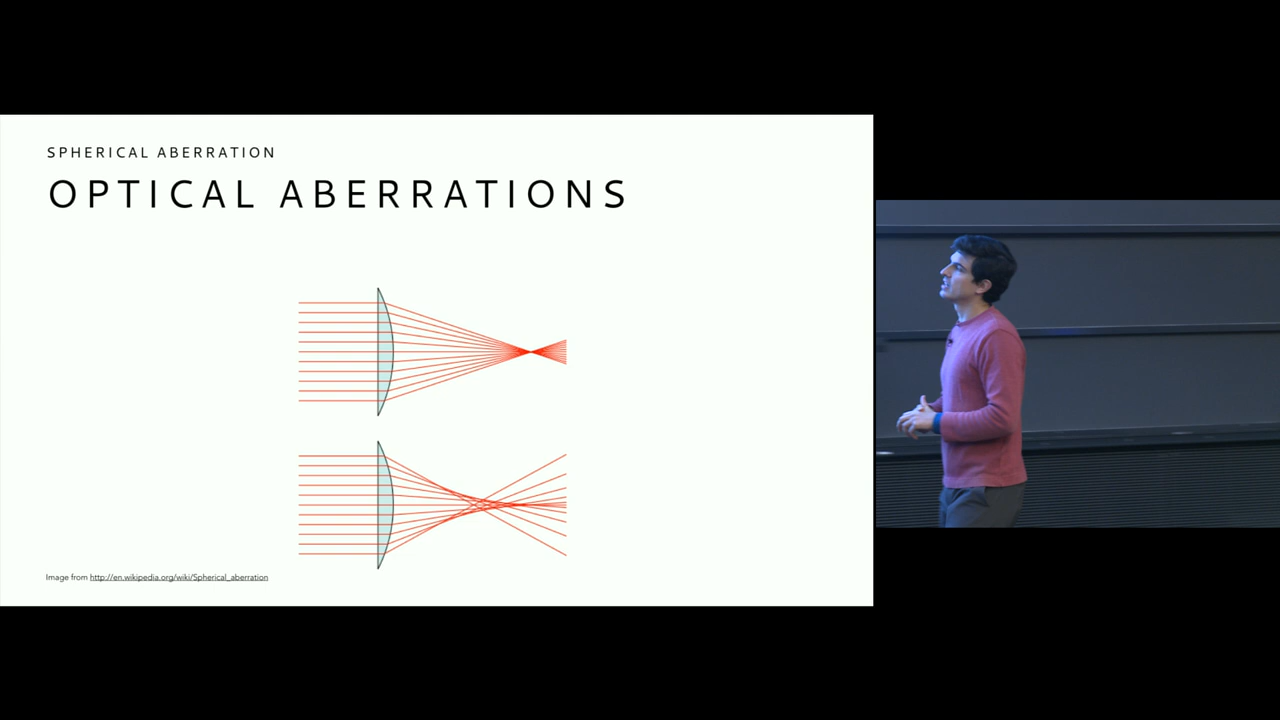 SPHERICAL ABERRATION
OPTICAL ABERRATIONS
Image from http://en.wikipedia.org/wiki/Spherical_aberration